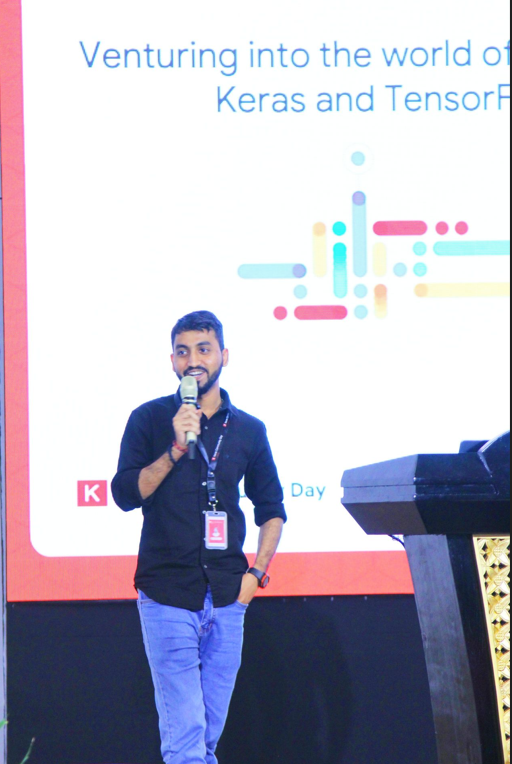 Venturing into the world of
Keras and TensorF
K
Day